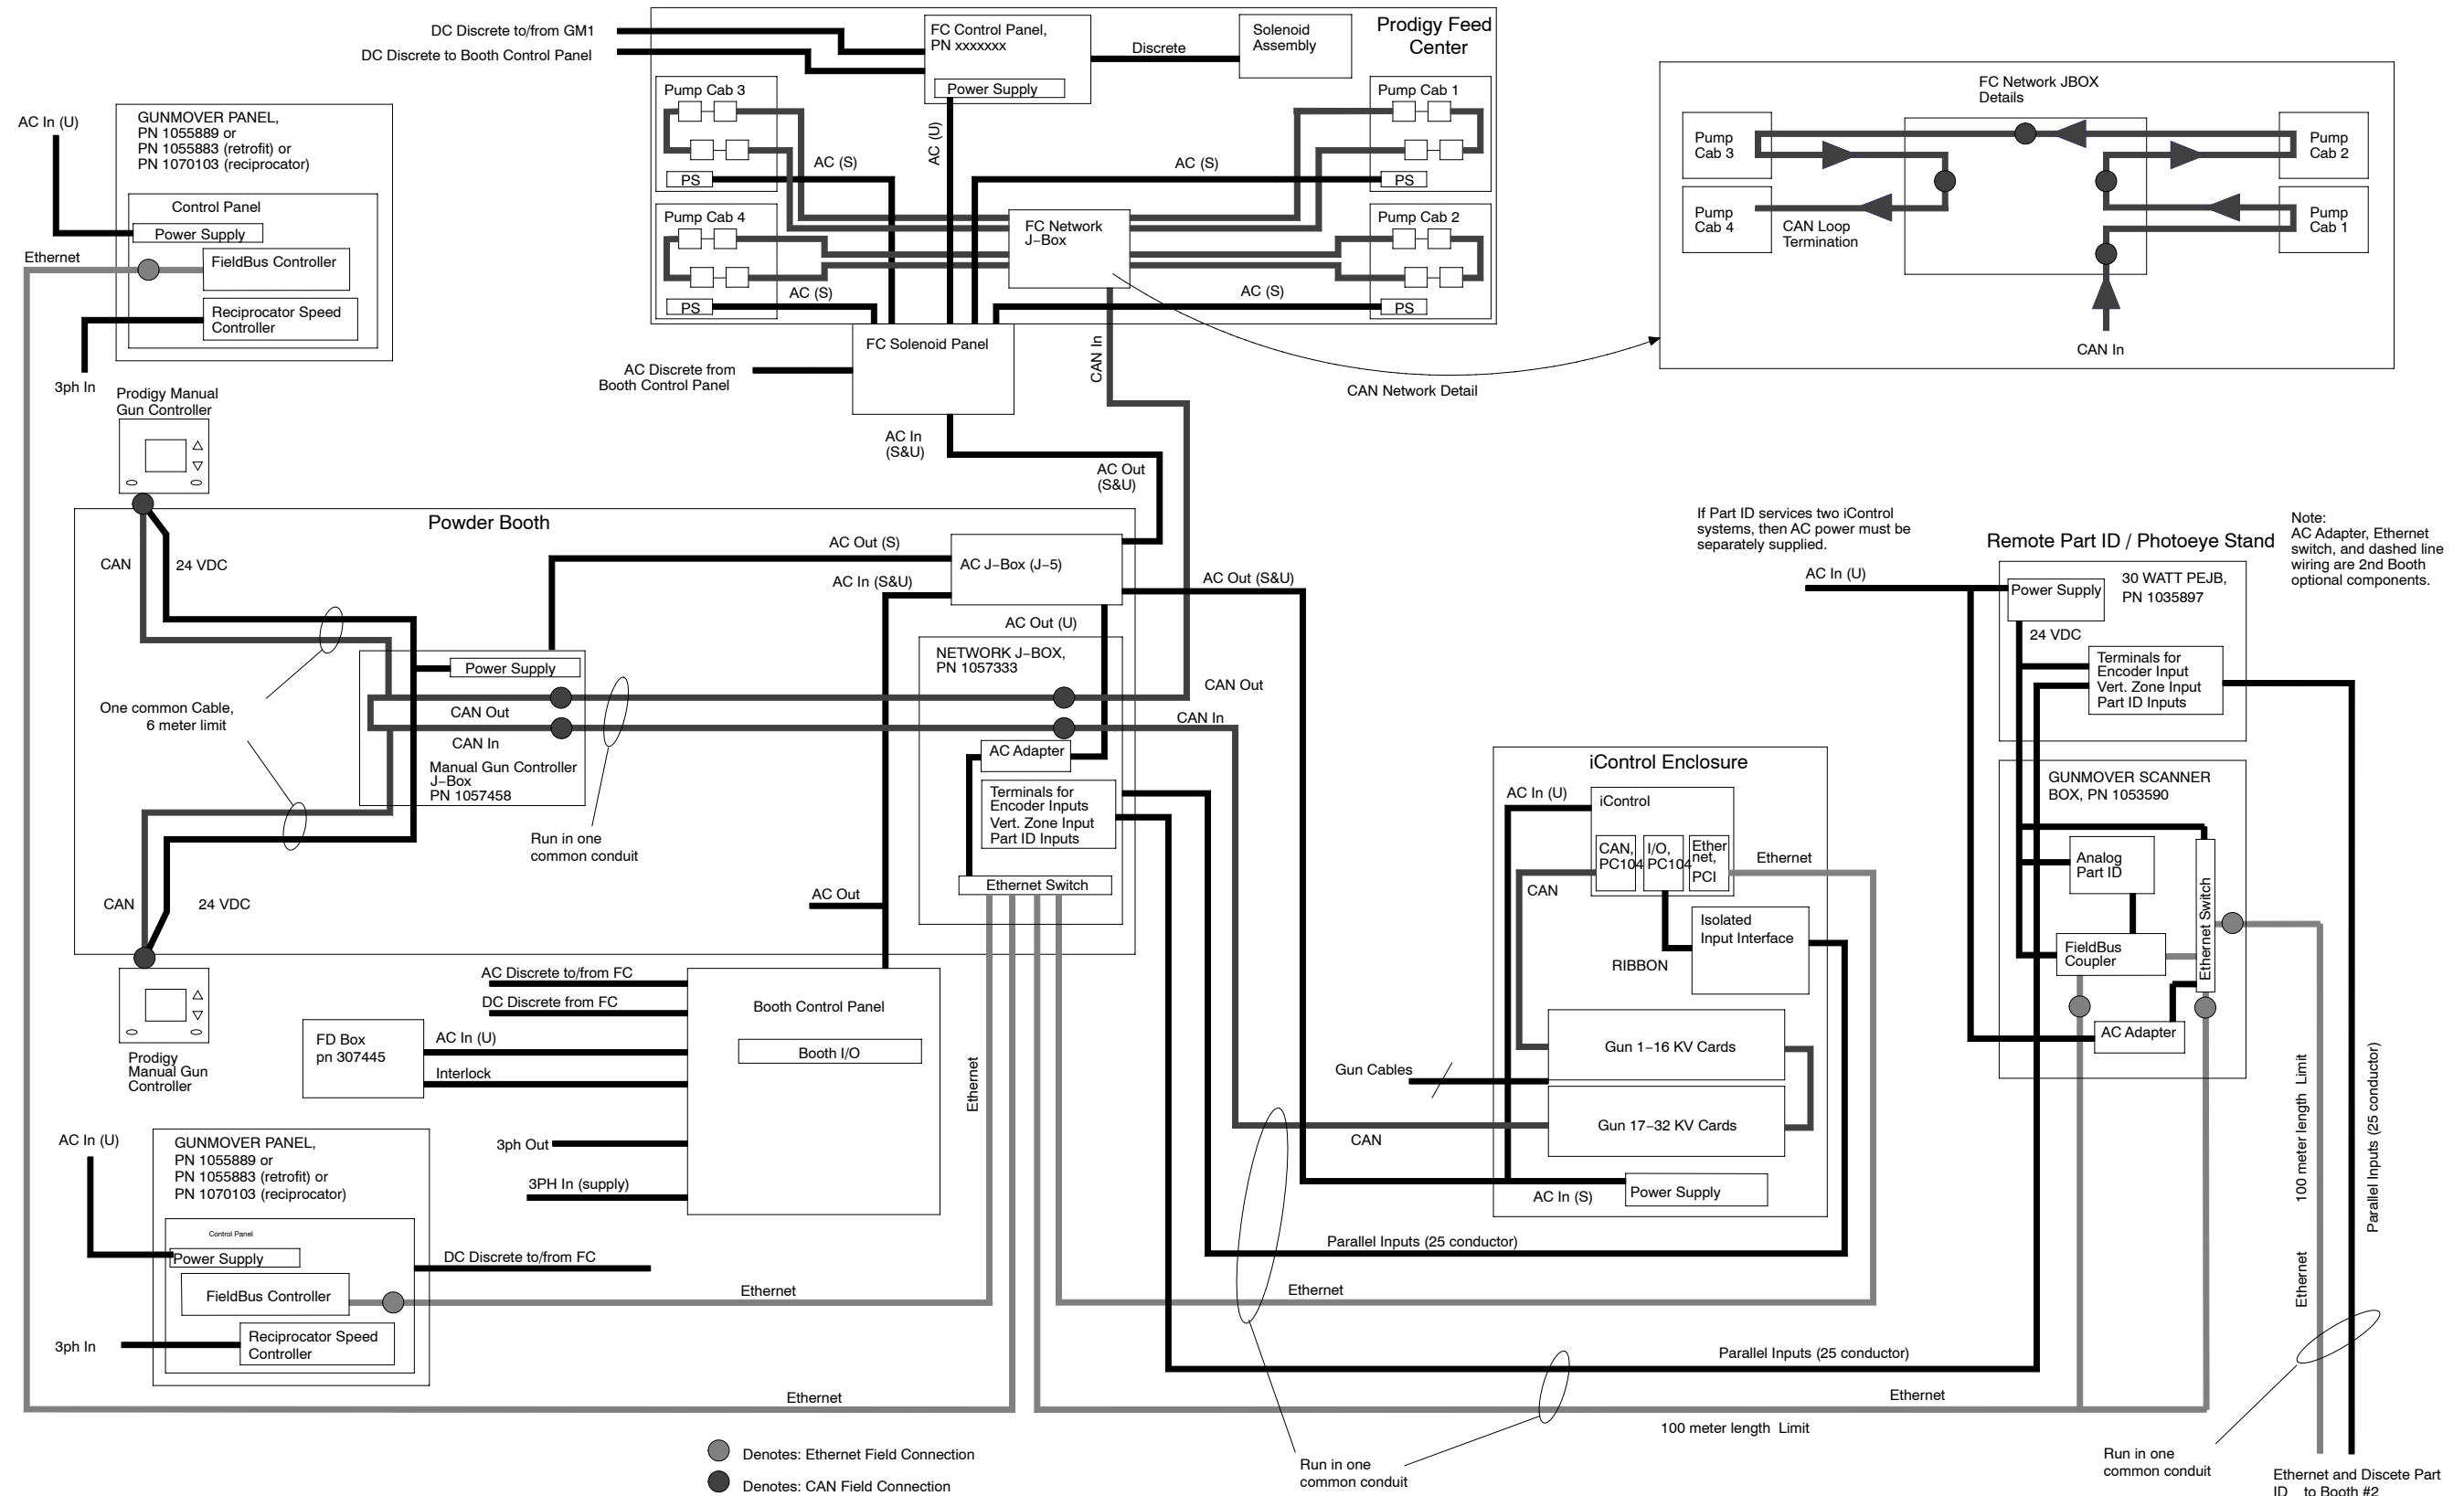 DC Discrete to/from GM1
DC Discrete to Booth Control Panel
FC Control Panel,
PN xxxxxxx
Power Supply
Discrete
Solenoid
Assembly
Prodigy Feed
Center
Pump Cab 3
PS
AC (S)
AC (U)
AC (S)
Pump Cab 1
PS
Pump Cab 4
PS
AC (S)
FC Network
J-Box
AC (S)
Pump Cab 2
PS
FC Solenoid Panel
AC Discrete from
Booth Control Panel
CAN In
CAN Network Detail
AC In
(S&U)
AC Out
(S&U)
FC Network JBOX
Details
Pump
Cab 3
Pump
Cab 4
CAN Loop
Termination
Pump
Cab 2
Pump
Cab 1
CAN In
AC In (U)
GUNMOVER PANEL,
PN 1055889 or
PN 1055883 (retrofit) or
PN 1070103 (reciprocator)
Control Panel
Power Supply
Ethernet
FieldBus Controller
Reciprocator Speed
Controller
3ph In
Prodigy Manual
Gun Controller
Powder Booth
CAN
24 VDC
AC Out (S)
AC In (S&U)
AC J-Box (J-5)
AC Out (S&U)
AC Out (U)
NETWORK J-BOX,
PN 1057333
Power Supply
CAN Out
CAN In
Manual Gun Controller
J-Box
PN 1057458
One common Cable,
6 meter limit
Run in one
common conduit
CAN Out
CAN In
AC Adapter
Terminals for
Encoder Inputs
Vert. Zone Input
Part ID Inputs
Ethernet Switch
AC Out
CAN
24 VDC
Prodigy
Manual Gun
Controller
AC Discrete to/from FC
DC Discrete from FC
Booth Control Panel
Booth I/O
FD Box
pn 307445
AC In (U)
Interlock
3ph Out
3PH In (supply)
Ethernet
AC In (U)
GUNMOVER PANEL,
PN 1055889 or
PN 1055883 (retrofit) or
PN 1070103 (reciprocator)
Control Panel
Power Supply
DC Discrete to/from FC
FieldBus Controller
Ethernet
Reciprocator Speed
Controller
3ph In
Ethernet
Denotes: Ethernet Field Connection
Denotes: CAN Field Connection
iControl Enclosure
AC In (U)
iControl
CAN,
PC104
I/O,
PC104
Ether
net,
PCI
Ethernet
CAN
Isolated
Input Interface
RIBBON
Gun 1-16 KV Cards
Gun Cables
Gun 17-32 KV Cards
CAN
AC In (S)
Power Supply
Parallel Inputs (25 conductor)
Ethernet
Parallel Inputs (25 conductor)
Ethernet
100 meter length Limit
Run in one
common conduit
If Part ID services two iControl
systems, then AC power must be
separately supplied.
AC In (U)
Remote Part ID / Photoeye Stand
Note:
AC Adapter, Ethernet
switch, and dashed line
wiring are 2nd Booth
optional components.
Power Supply
30 WATT PEJB,
PN 1035897
24 VDC
Terminals for
Encoder Input
Vert. Zone Input
Part ID Inputs
GUNMOVER SCANNER
BOX, PN 1053590
Analog
Part ID
Ethernet Switch
FieldBus
Coupler
AC Adapter
Ethernet
100 meter length Limit
Parallel Inputs (25 conductor)
Run in one
common conduit
Ethernet and Discete Part
ID to Booth #2